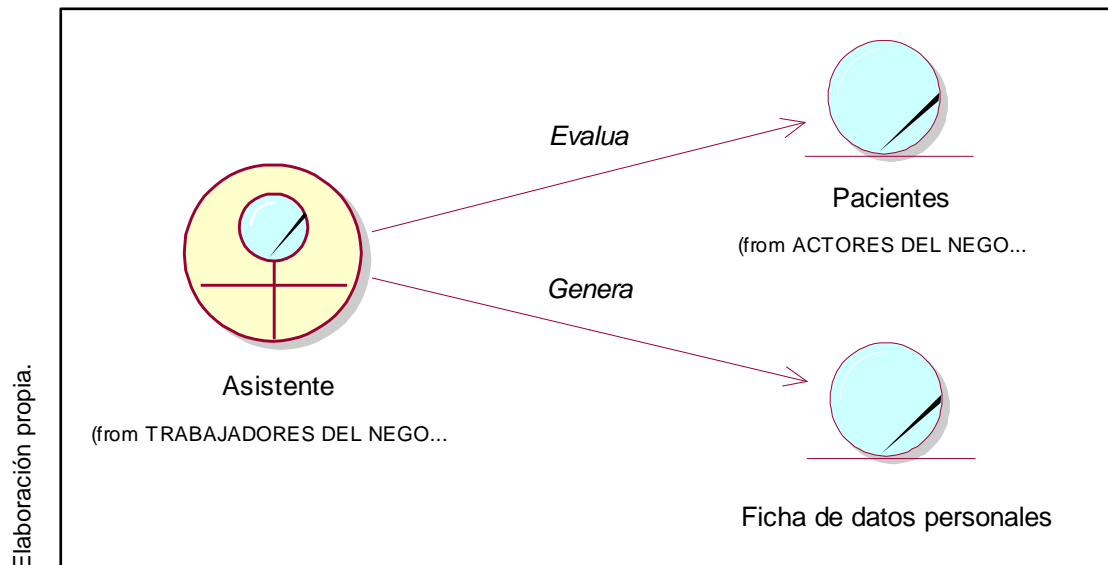 Evalua
Pacientes
(from ACTORES DEL NEGO...
Genera
Asistente
(from TRABAJADORES DEL NEGO...
Ficha de datos personales
Elaboración propia.